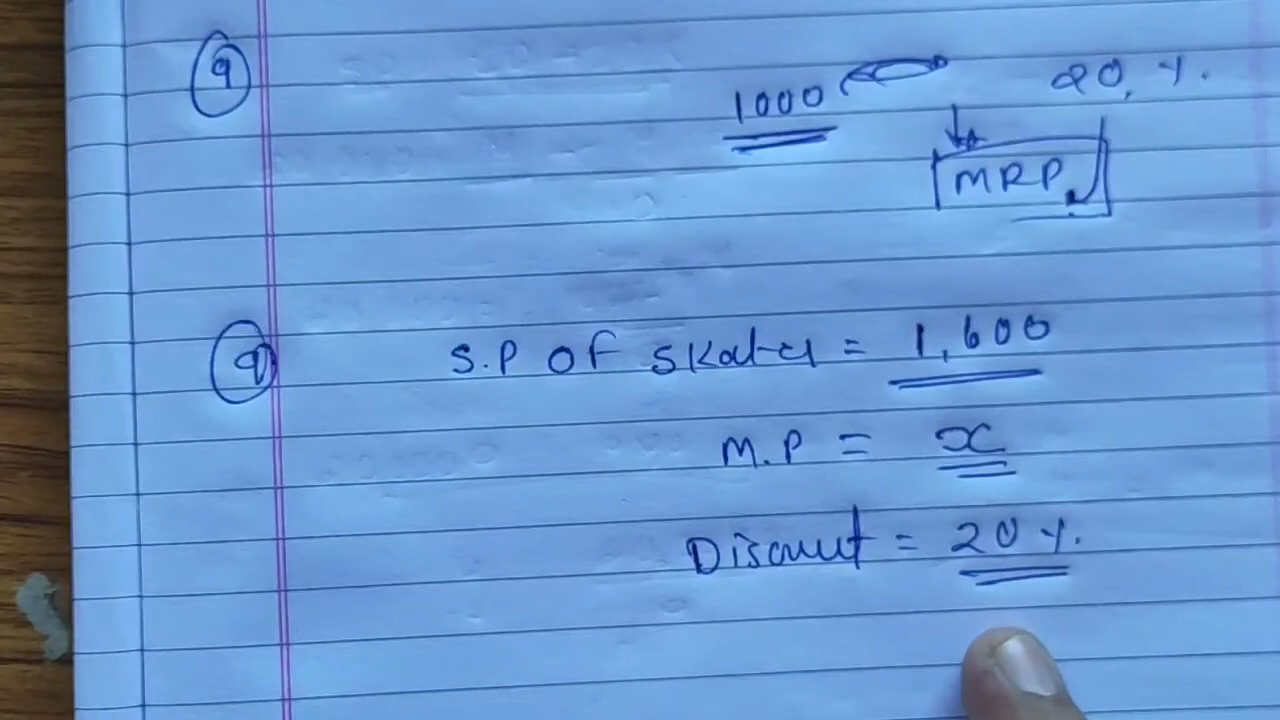 9
1000 20%.
MRP
9 S.P OF Skates = 1,600
M.P = x
Discount = 20%.